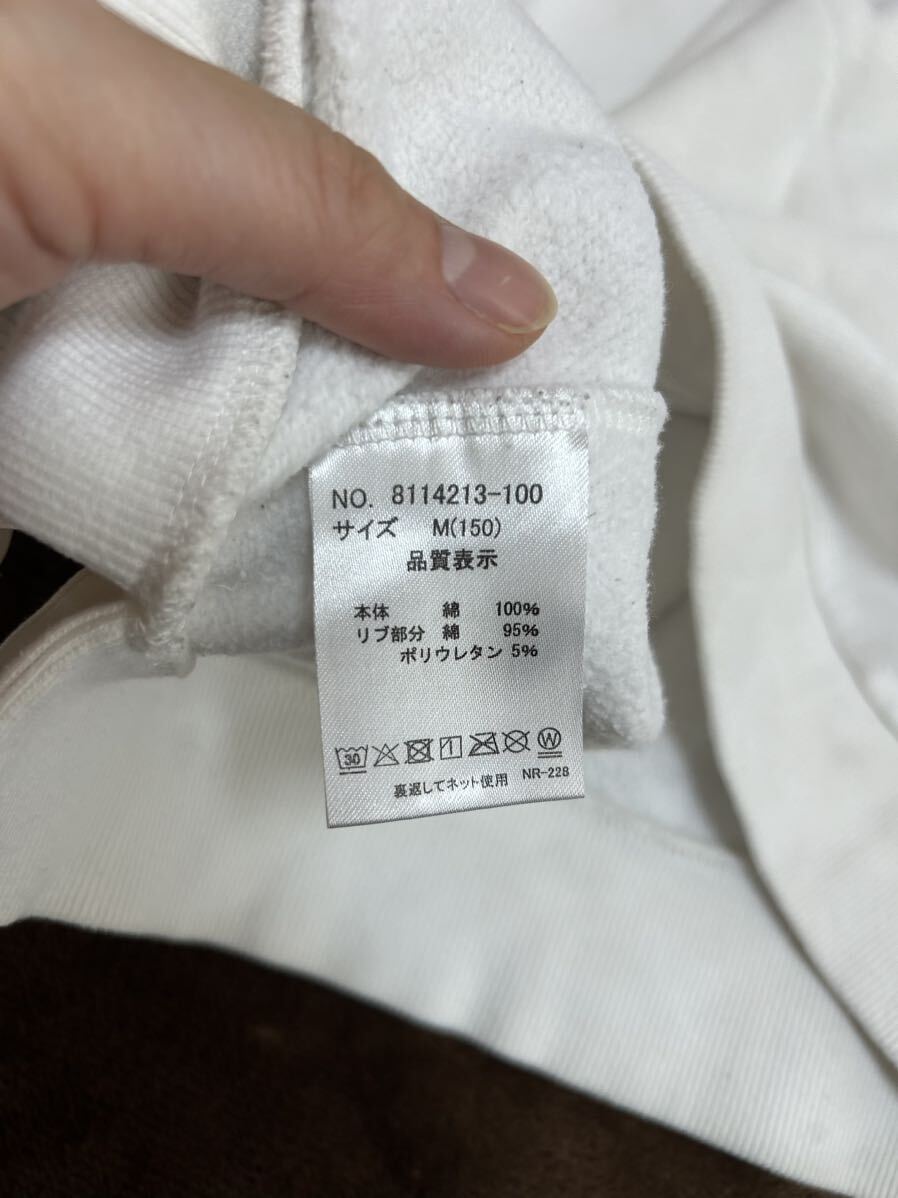 NO. 8114213-100
サイズ M(150)
品質表示
本体 綿 100%
リブ部分 綿 95%
ポリウレタン 5%
30 W
裏返してネット使用 NR-228